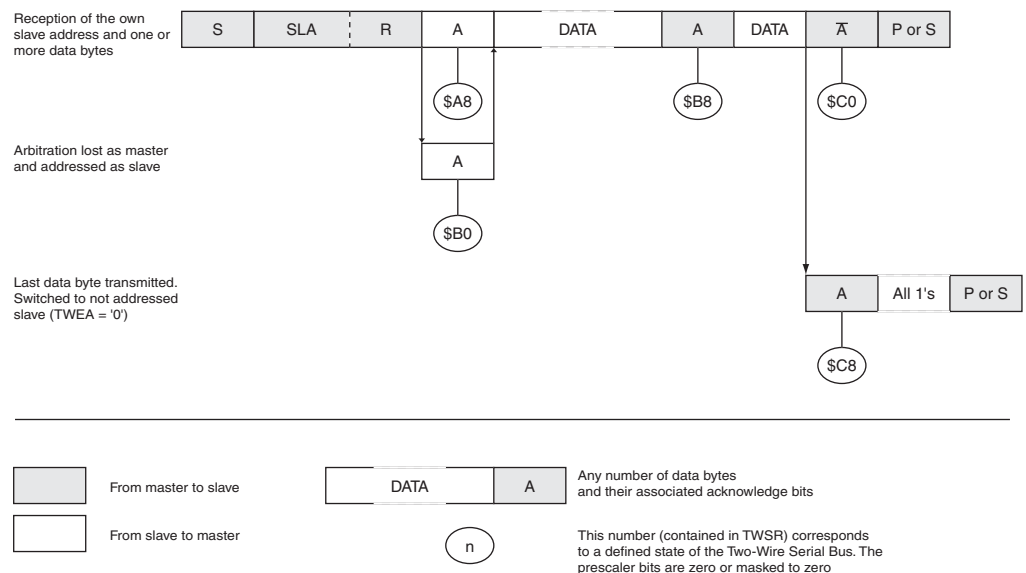 Reception of the own
slave address and one or
more data bytes
S SLA R A DATA A DATA A̅ P or S
$A8 $B8 $C0
Arbitration lost as master
and addressed as slave
A
$B0
Last data byte transmitted.
Switched to not addressed
slave (TWEA = '0')
A All 1's P or S
$C8
From master to slave
DATA A
Any number of data bytes
and their associated acknowledge bits
From slave to master
n
This number (contained in TWSR) corresponds
to a defined state of the Two-Wire Serial Bus. The
prescaler bits are zero or masked to zero